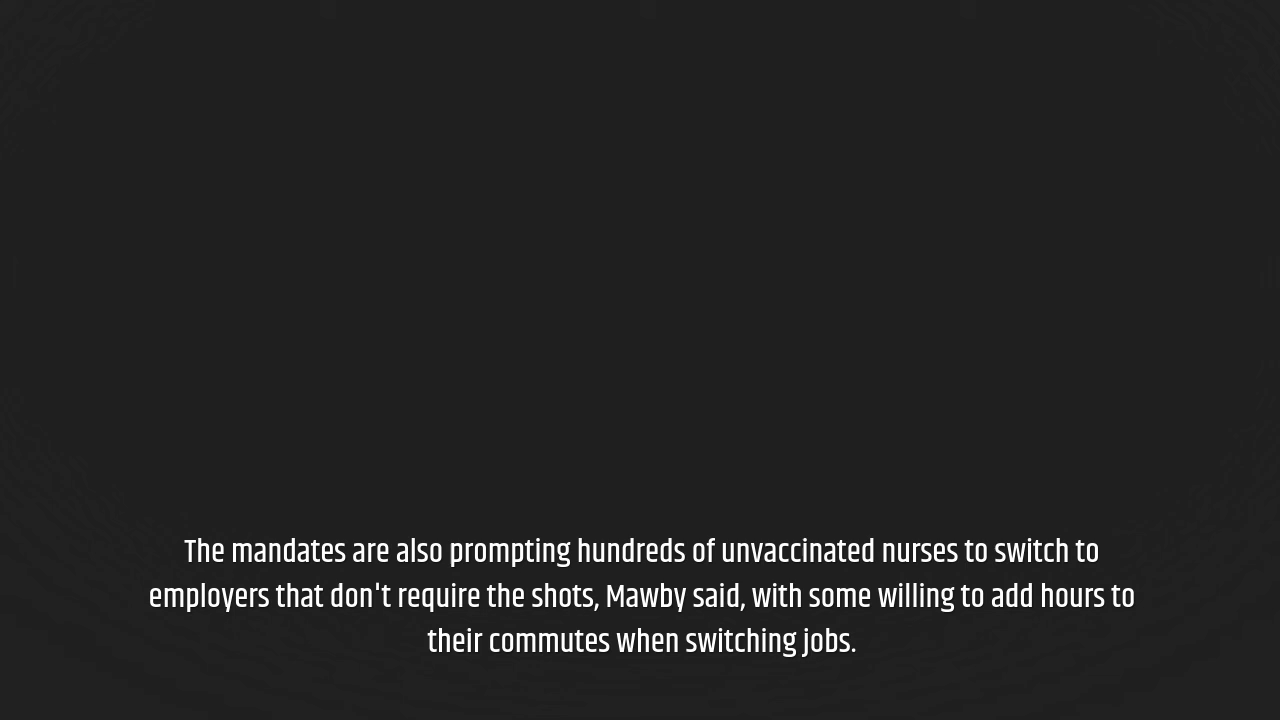 The mandates are also prompting hundreds of unvaccinated nurses to switch to
employers that don't require the shots, Mawby said, with some willing to add hours to
their commutes when switching jobs.